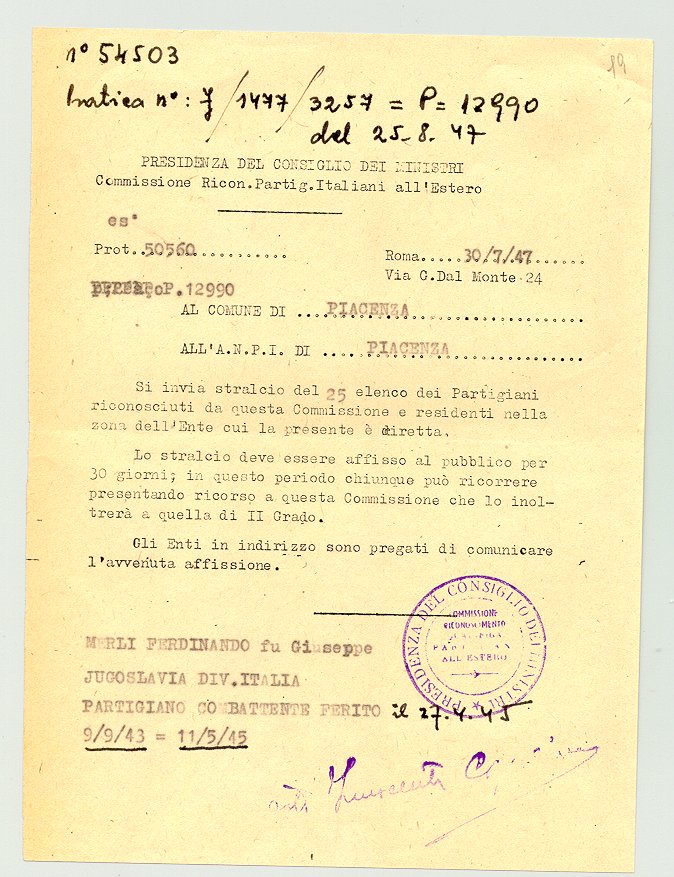 19
n° 54503
Pratica n°: J/1477/3257 = P = 12990
del 25-8-47
PRESIDENZA DEL CONSIGLIO DEI MINISTRI
Commissione Ricon.Partig.Italiani all'Estero
es°
Prot..50560............... Roma.....30/7/47......
Via C.Dal Monte 24
P.12990
AL COMUNE DI ....PIACENZA........................
ALL'A.N.P.I. DI ......PIACENZA..................
Si invia stralcio del 25 elenco dei Partigiani
riconosciuti da questa Commissione e residenti nella
zona dell'Ente cui la presente è diretta.
Lo stralcio deve essere affisso al pubblico per
30 giorni; in questo periodo chiunque può ricorrere
presentando ricorso a questa Commissione che lo inol-
trerà a quella di II Grado.
Gli Enti in indirizzo sono pregati di comunicare
l'avvenuta affissione.
PRESIDENZA DEL CONSIGLIO DEI MINISTRI
COMMISSIONE
RICONOSCIMENTO
ALL ESTERO
MERLI FERDINANDO fu Giuseppe
JUGOSLAVIA DIV.ITALIA
PARTIGIANO COMBATTENTE FERITO il 27.4.45
9/9/43 = 11/5/45